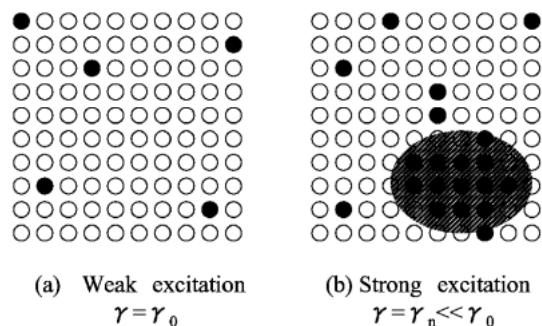 (a) Weak excitation
γ = γ₀
(b) Strong excitation
γ = γₙ<< γ₀